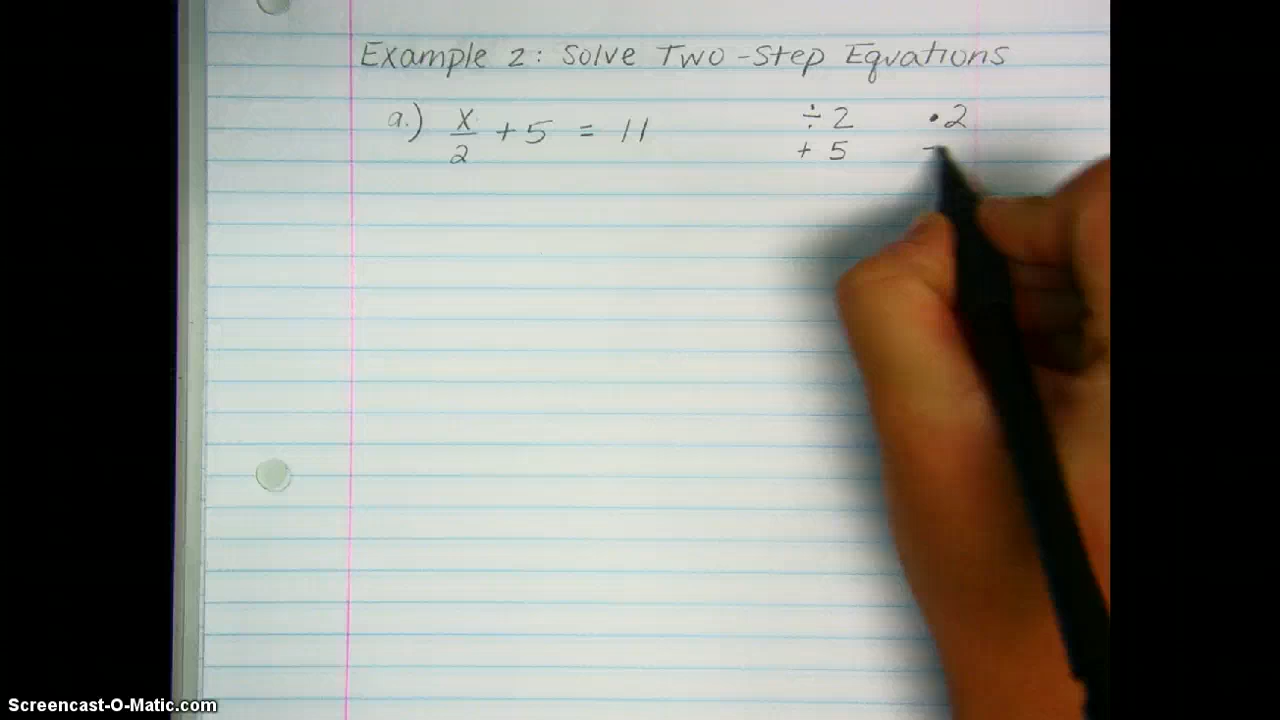 Example 2: Solve Two-Step Equations
a.) x/2 + 5 = 11
÷ 2 • 2
+ 5 -
Screencast-O-Matic.com